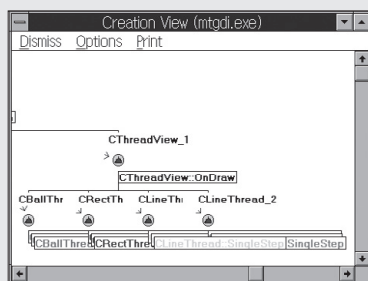 Creation View (mtgdi.exe)
Dismiss Options Print
CThreadView_1
CThreadView::OnDraw
CBallThr CRectTh CLineThr CLineThread_2
CBallThre CRectThre CLineThread::SingleStep SingleStep